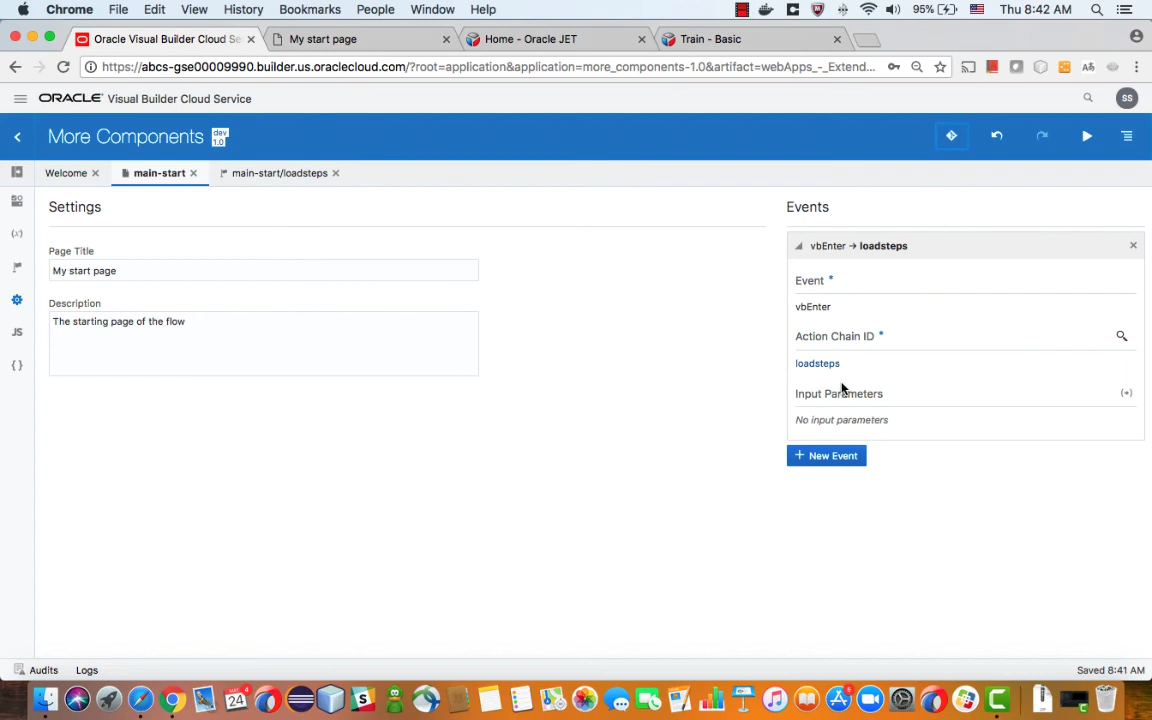 Chrome File Edit View History Bookmarks People Window Help 95% Thu 8:42 AM
Oracle Visual Builder Cloud Se
My start page
Home - Oracle JET
Train - Basic
https://abcs-gse00009990.builder.us.oraclecloud.com/?root=application&application=more_components-1.0&artifact=webApps_-_Extend...
ORACLE Visual Builder Cloud Service
SS
More Components dev 1.0
Welcome
main-start
main-start/loadsteps
Settings
Page Title
My start page
Description
The starting page of the flow
JS
Events
vbEnter → loadsteps
Event *
vbEnter
Action Chain ID *
loadsteps
Input Parameters
No input parameters
+ New Event
Audits Logs
Saved 8:41 AM